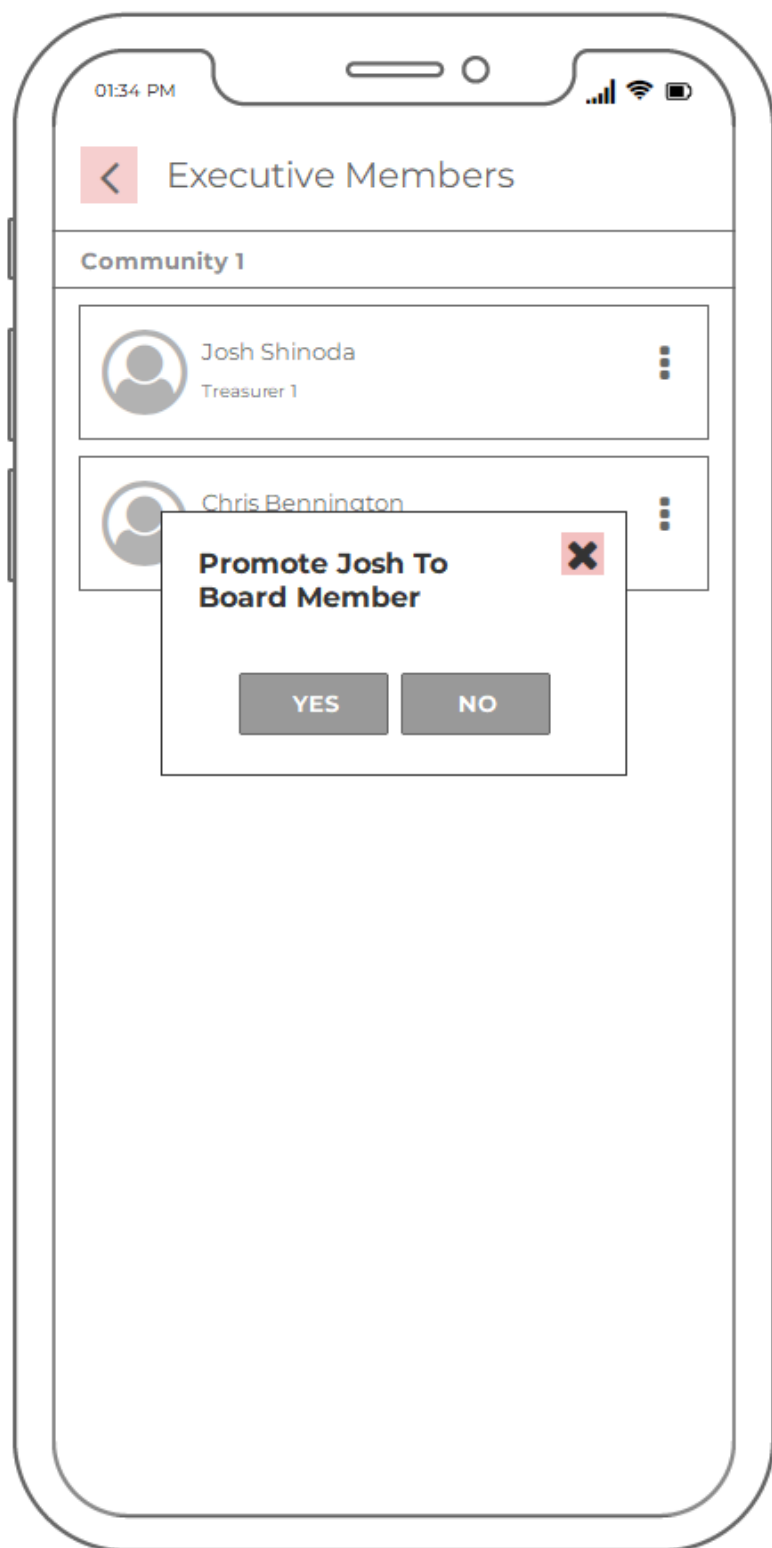 01:34 PM
Executive Members
Community 1
Josh Shinoda
Treasurer 1
Chris Bennington
Promote Josh To
Board Member
YES NO